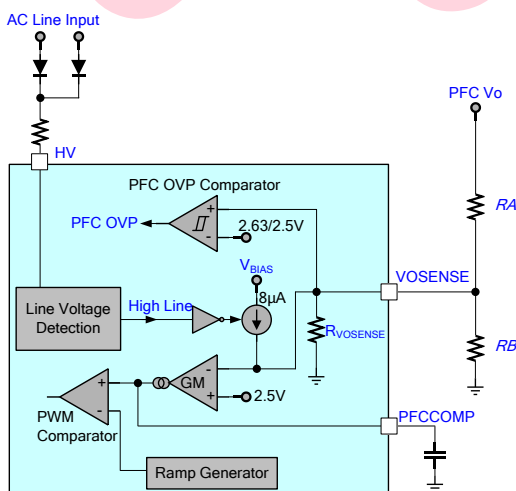 AC Line Input
PFC Vo
HV
PFC OVP Comparator
RA
PFC OVP
+
-
2.63/2.5V
VBIAS
8µA
VOSENSE
Line Voltage
Detection
High Line
RVOSENSE
RB
-
GM
+
2.5V
+
-
PWM
Comparator
PFCCOMP
Ramp Generator